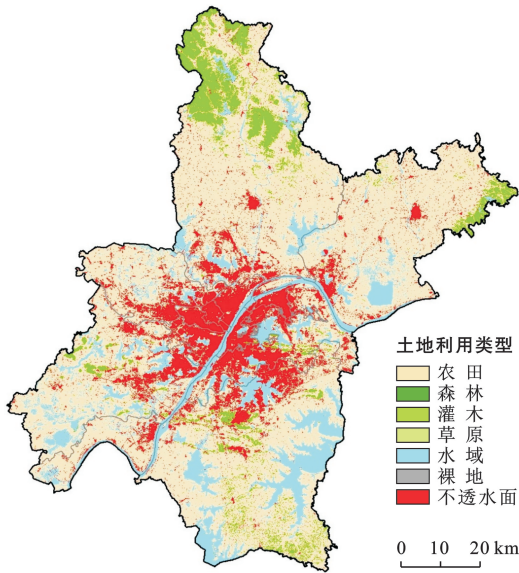 土地利用类型
农田
森林
灌木
草原
水域
裸地
不透水面
0 10 20 km